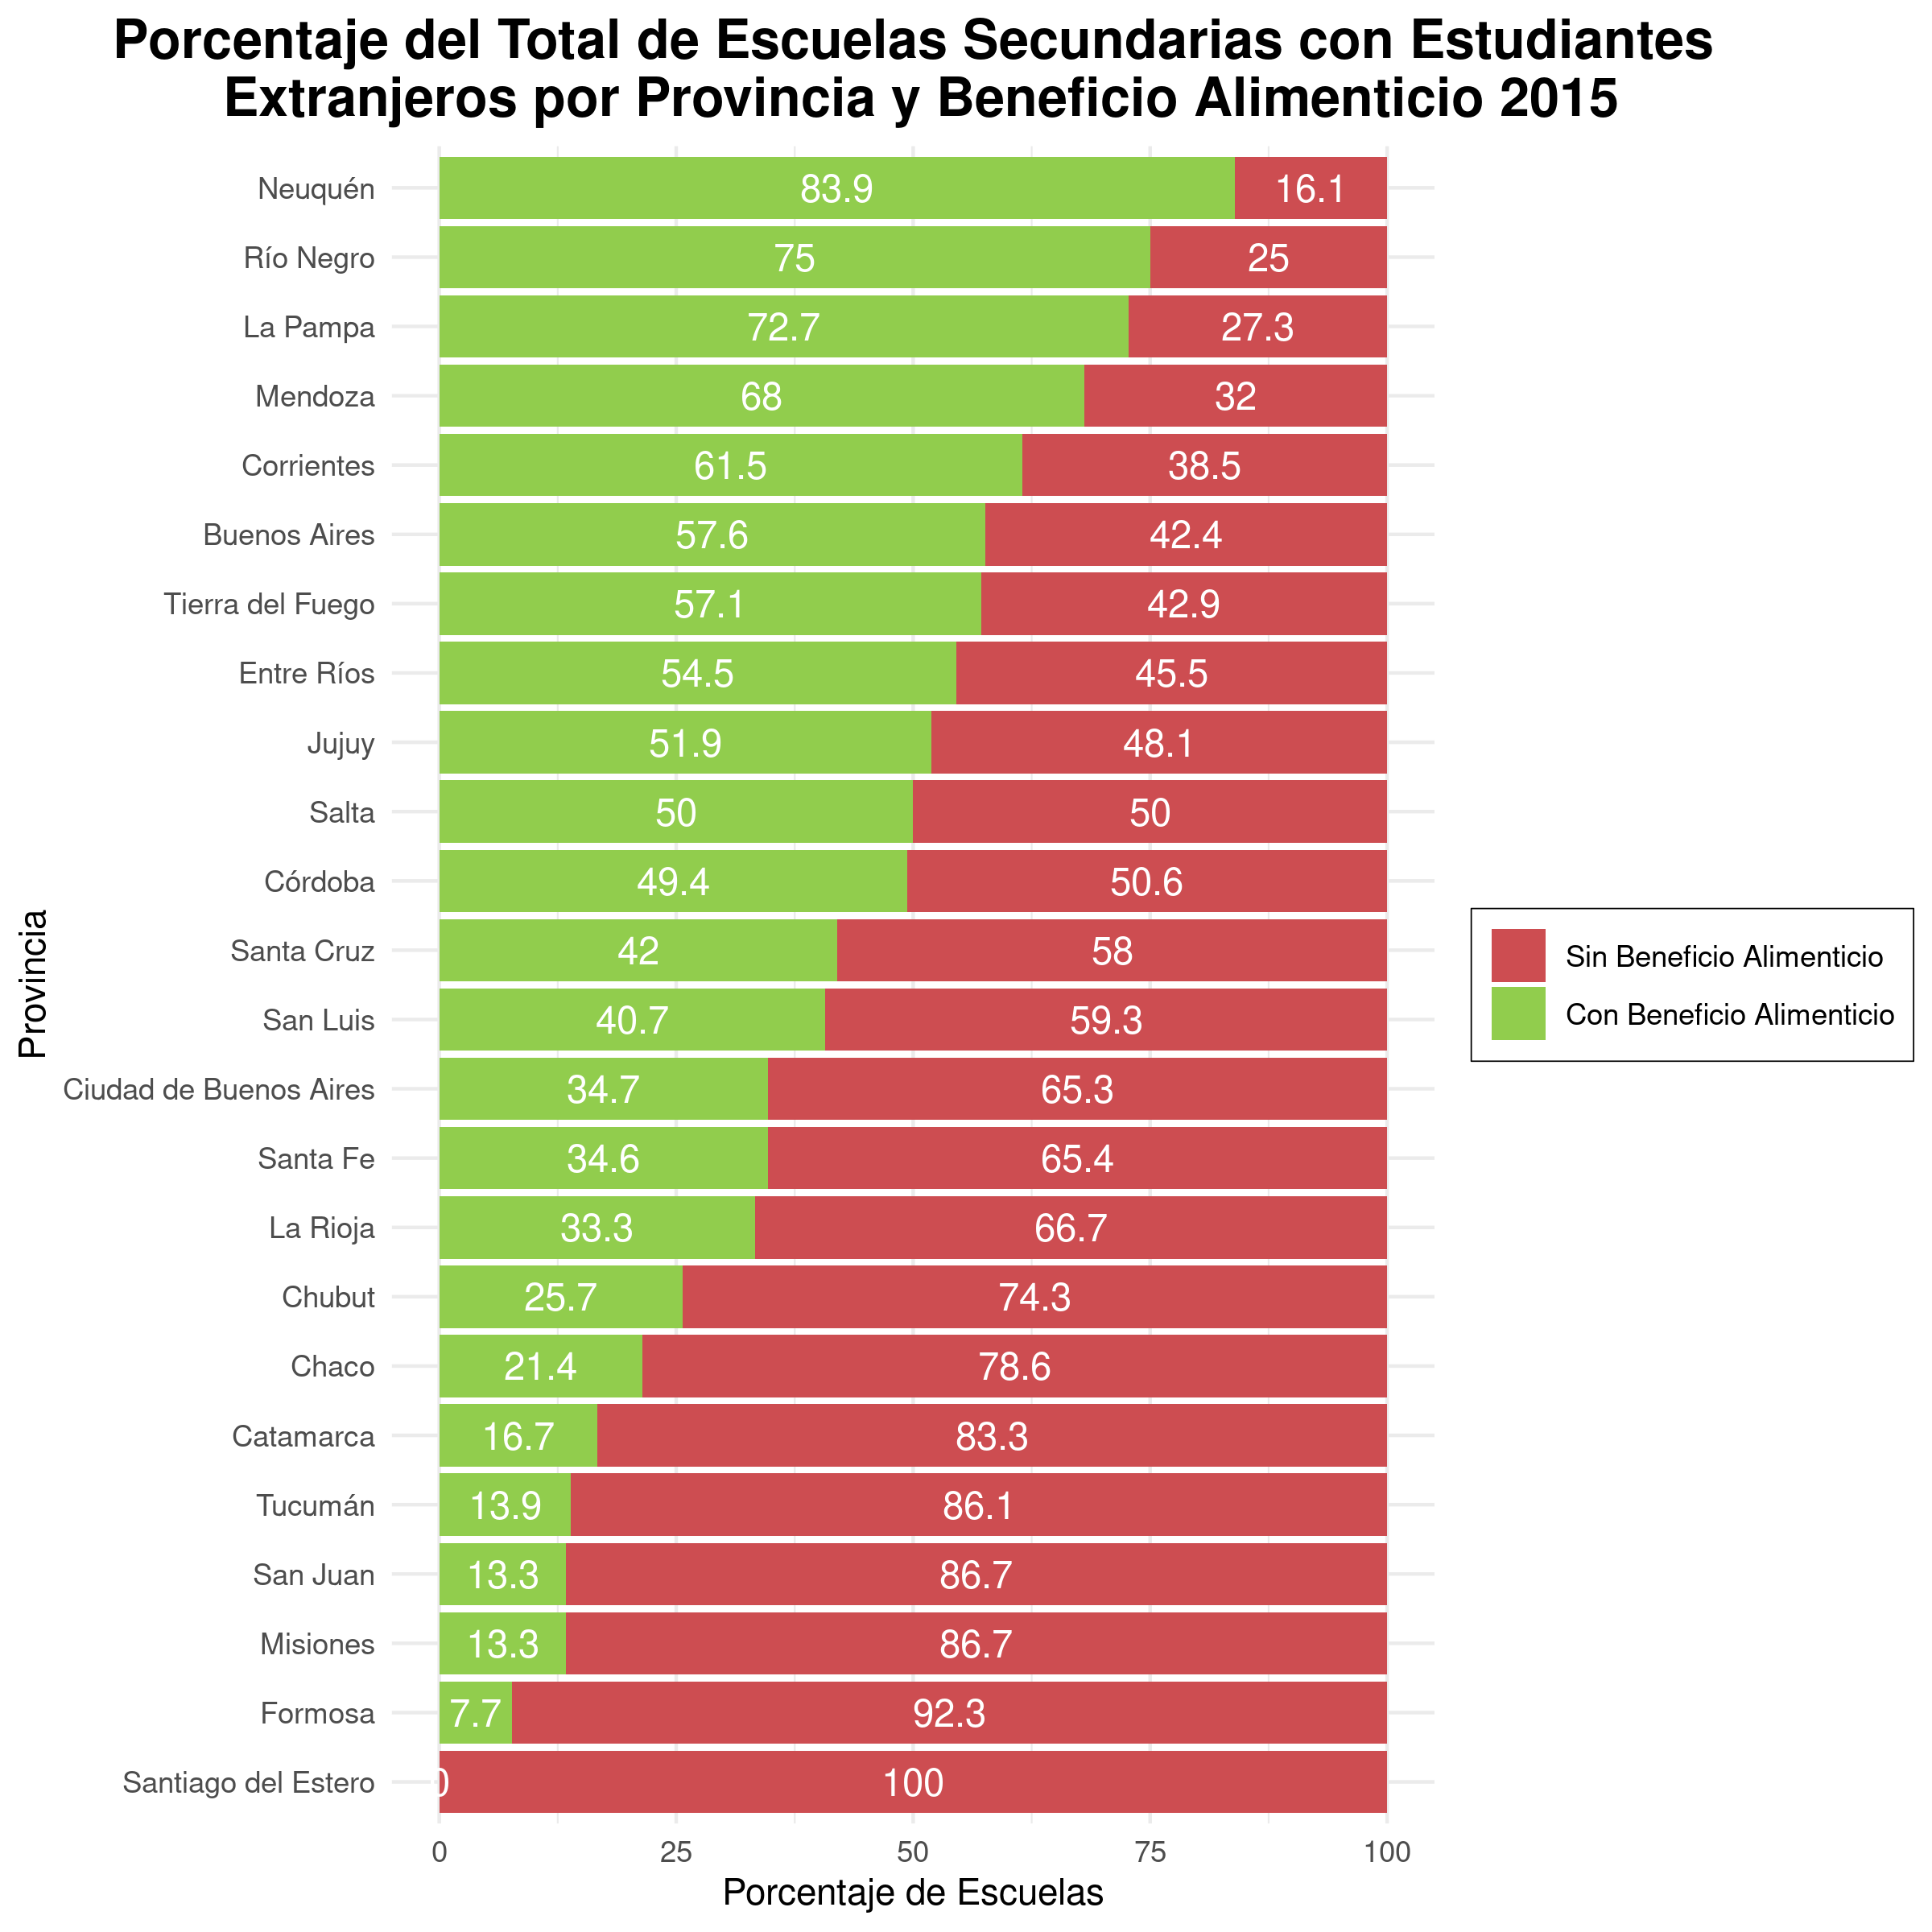 Porcentaje del Total de Escuelas Secundarias con Estudiantes
Extranjeros por Provincia y Beneficio Alimenticio 2015
Provincia
Neuquén 83.9 16.1
Río Negro 75 25
La Pampa 72.7 27.3
Mendoza 68 32
Corrientes 61.5 38.5
Buenos Aires 57.6 42.4
Tierra del Fuego 57.1 42.9
Entre Ríos 54.5 45.5
Jujuy 51.9 48.1
Salta 50 50
Córdoba 49.4 50.6
Santa Cruz 42 58
San Luis 40.7 59.3
Ciudad de Buenos Aires 34.7 65.3
Santa Fe 34.6 65.4
La Rioja 33.3 66.7
Chubut 25.7 74.3
Chaco 21.4 78.6
Catamarca 16.7 83.3
Tucumán 13.9 86.1
San Juan 13.3 86.7
Misiones 13.3 86.7
Formosa 7.7 92.3
Santiago del Estero 0 100
0 25 50 75 100
Porcentaje de Escuelas
Sin Beneficio Alimenticio
Con Beneficio Alimenticio